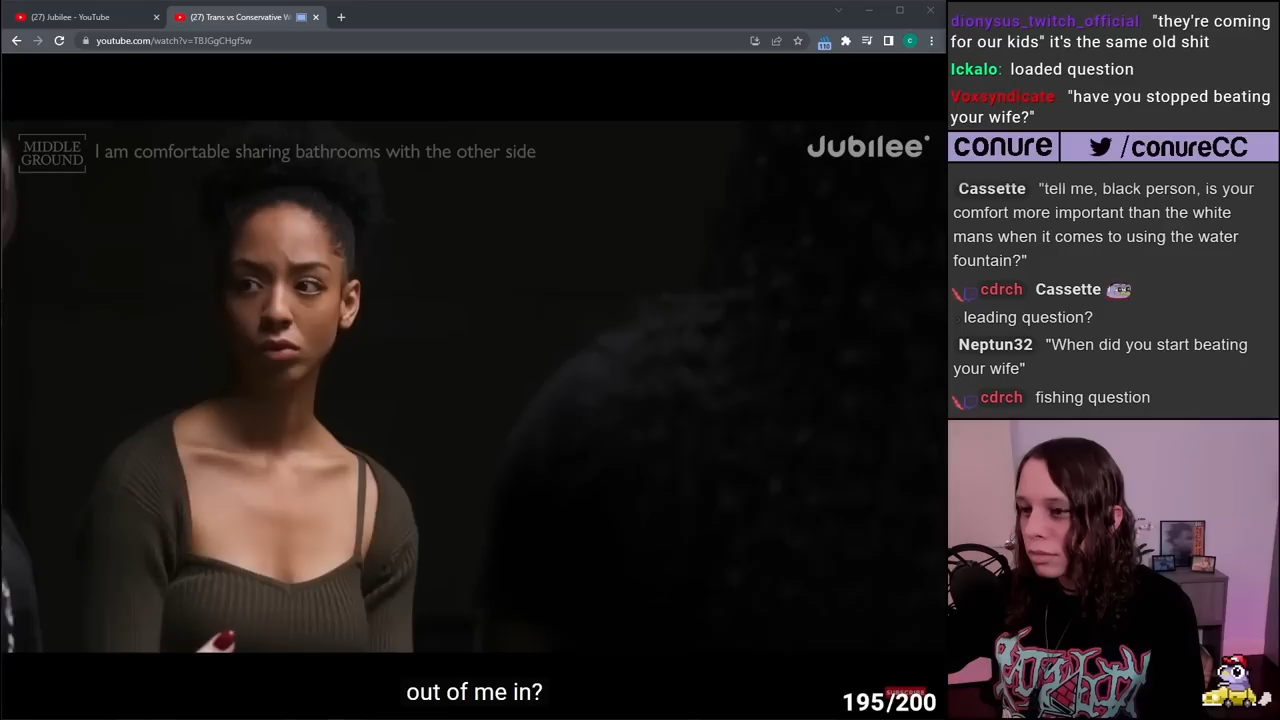 (27) Jubilee - YouTube
(27) Trans vs Conservative W
youtube.com/watch?v=TBJGgCHgf5w
MIDDLE
GROUND
I am comfortable sharing bathrooms with the other side
Jubilee
out of me in?
SUBSCRIBE
195/200
dionysus_twitch_official "they're coming
for our kids" it's the same old shit
Ickalo: loaded question
Voxsyndicate "have you stopped beating
your wife?"
conure
/conureCC
Cassette "tell me, black person, is your
comfort more important than the white
mans when it comes to using the water
fountain?"
cdrch Cassette
leading question?
Neptun32 "When did you start beating
your wife"
cdrch fishing question